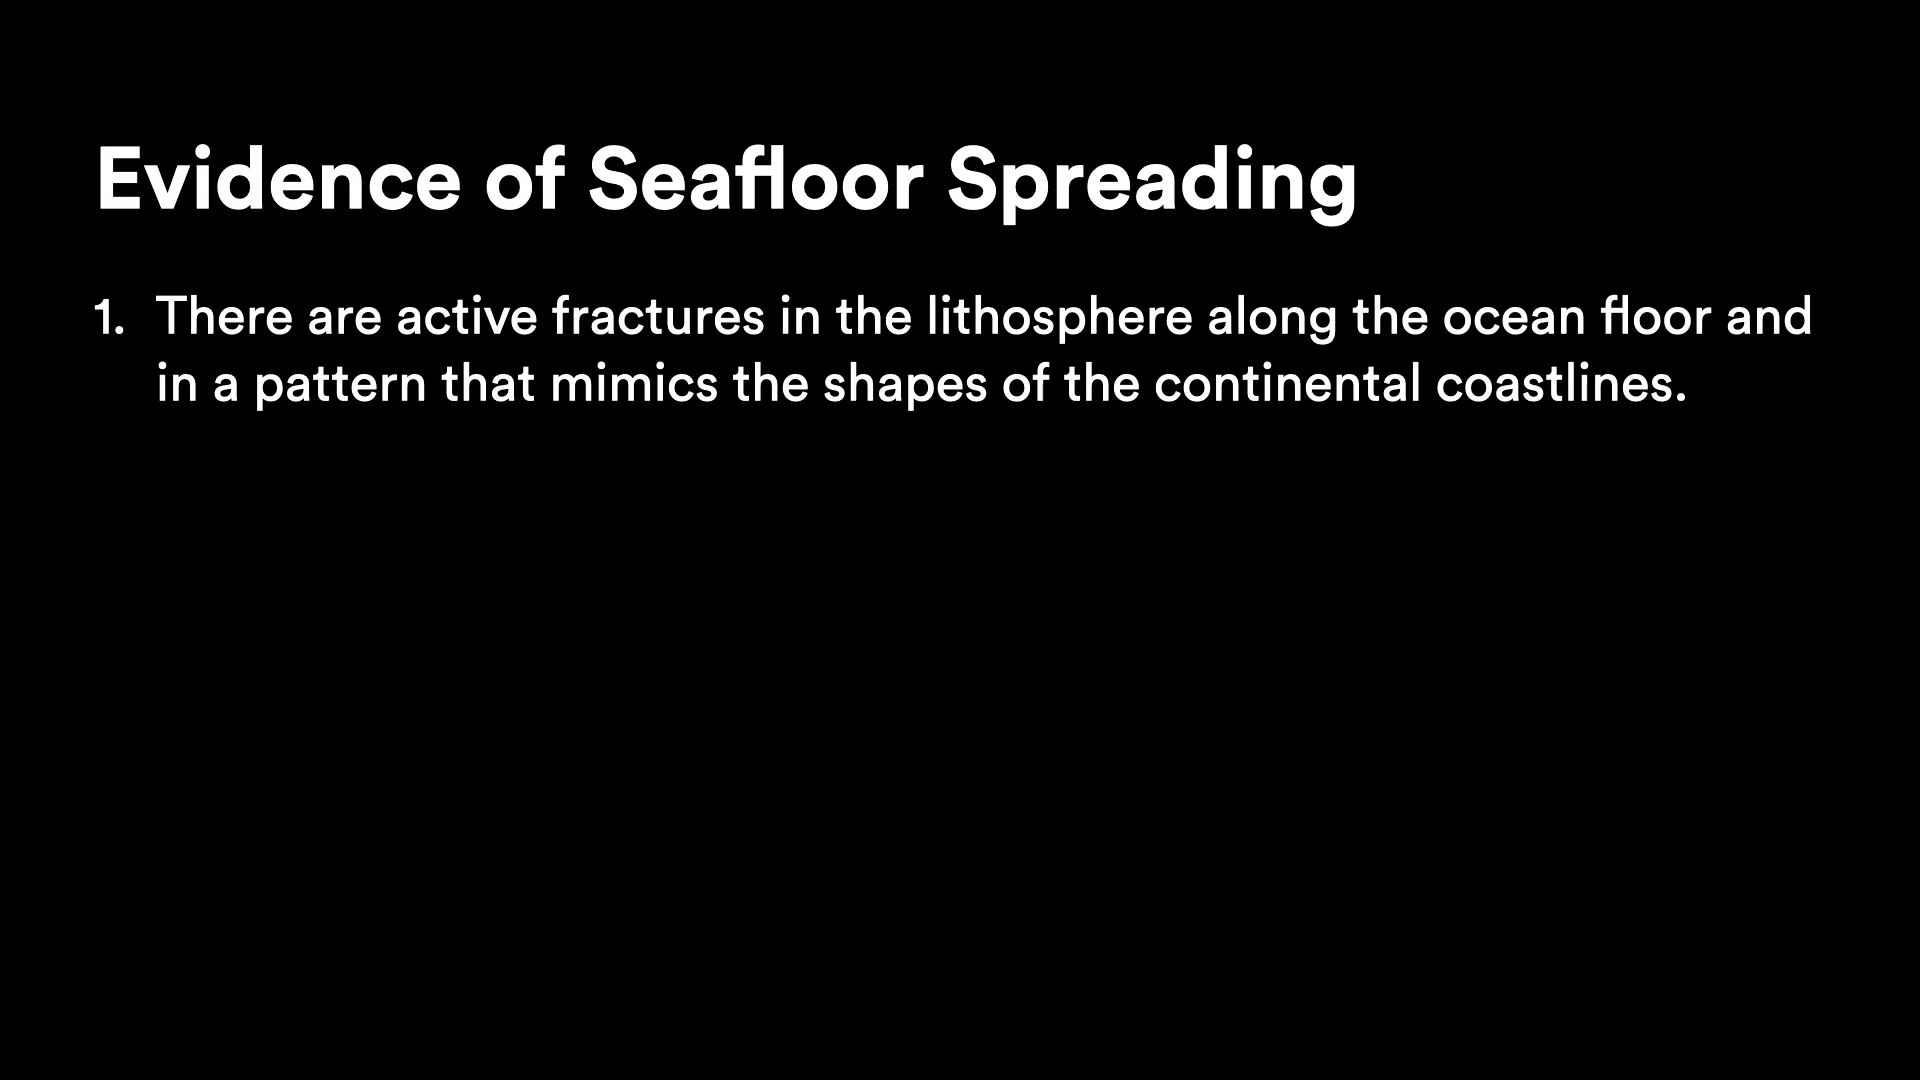 Evidence of Seafloor Spreading
1. There are active fractures in the lithosphere along the ocean floor and
in a pattern that mimics the shapes of the continental coastlines.